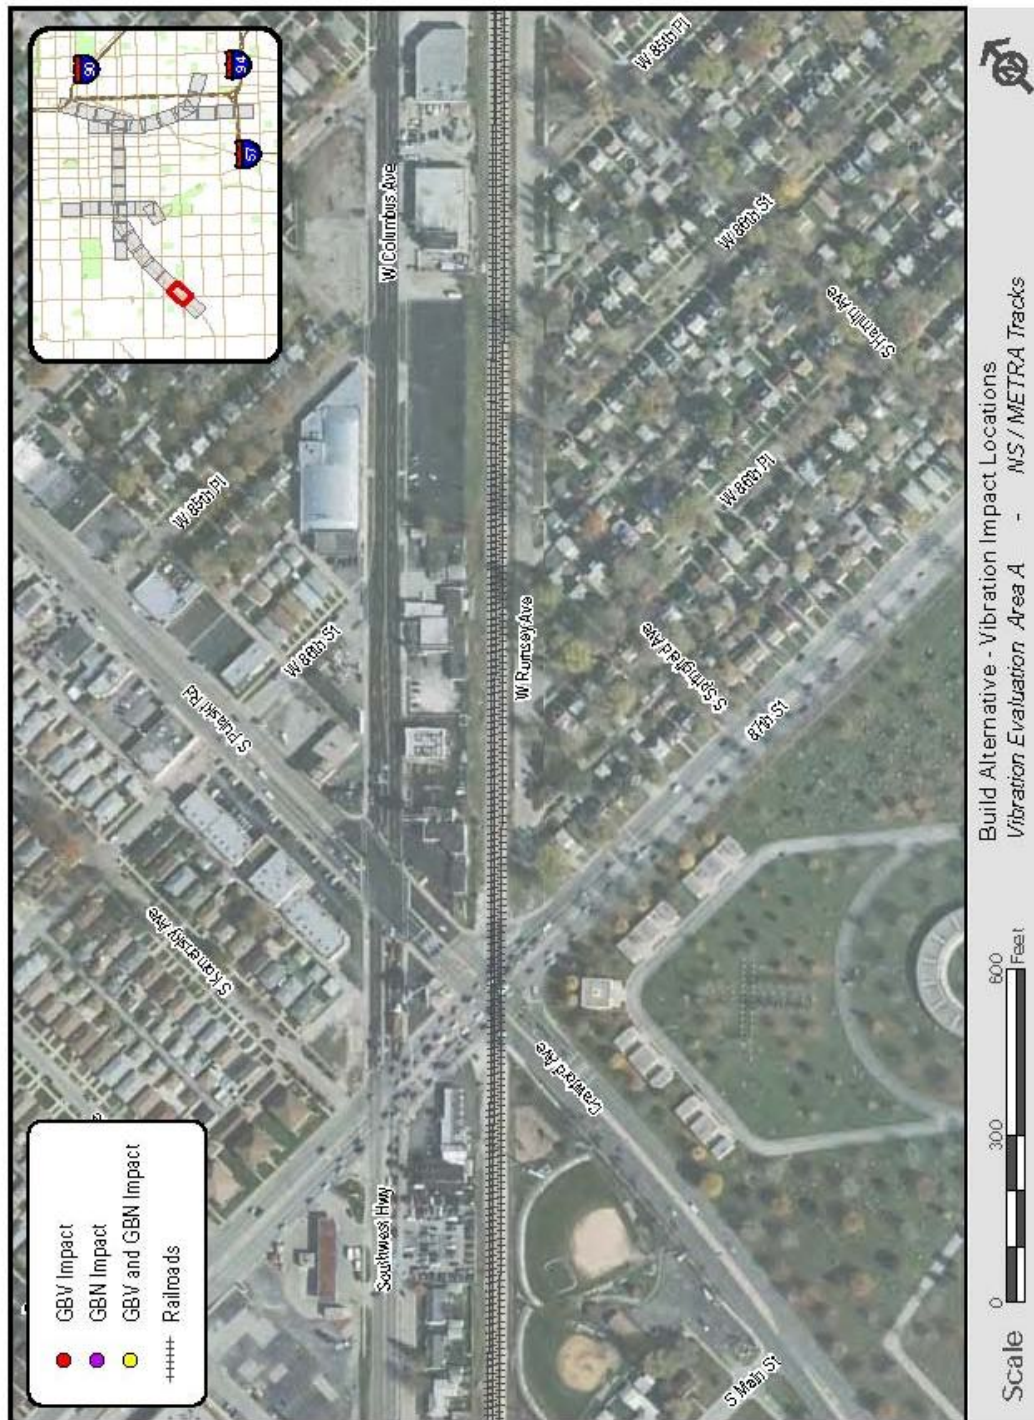 GBV Impact
GBN Impact
GBV and GBN Impact
Railroads
90
94
57
W 85th Pl
W 86th St
S Pulaski Rd
S Komensky Ave
Southwest Hwy
W Columbus Ave
W Rumsey Ave
W 85th Pl
W 86th St
S Hamlin Ave
W 86th Pl
S Springfield Ave
87th St
Crawford Ave
S Main St
Scale
0 300 600
Feet
Build Alternative - Vibration Impact Locations
Vibration Evaluation Area A - NS / METRA Tracks